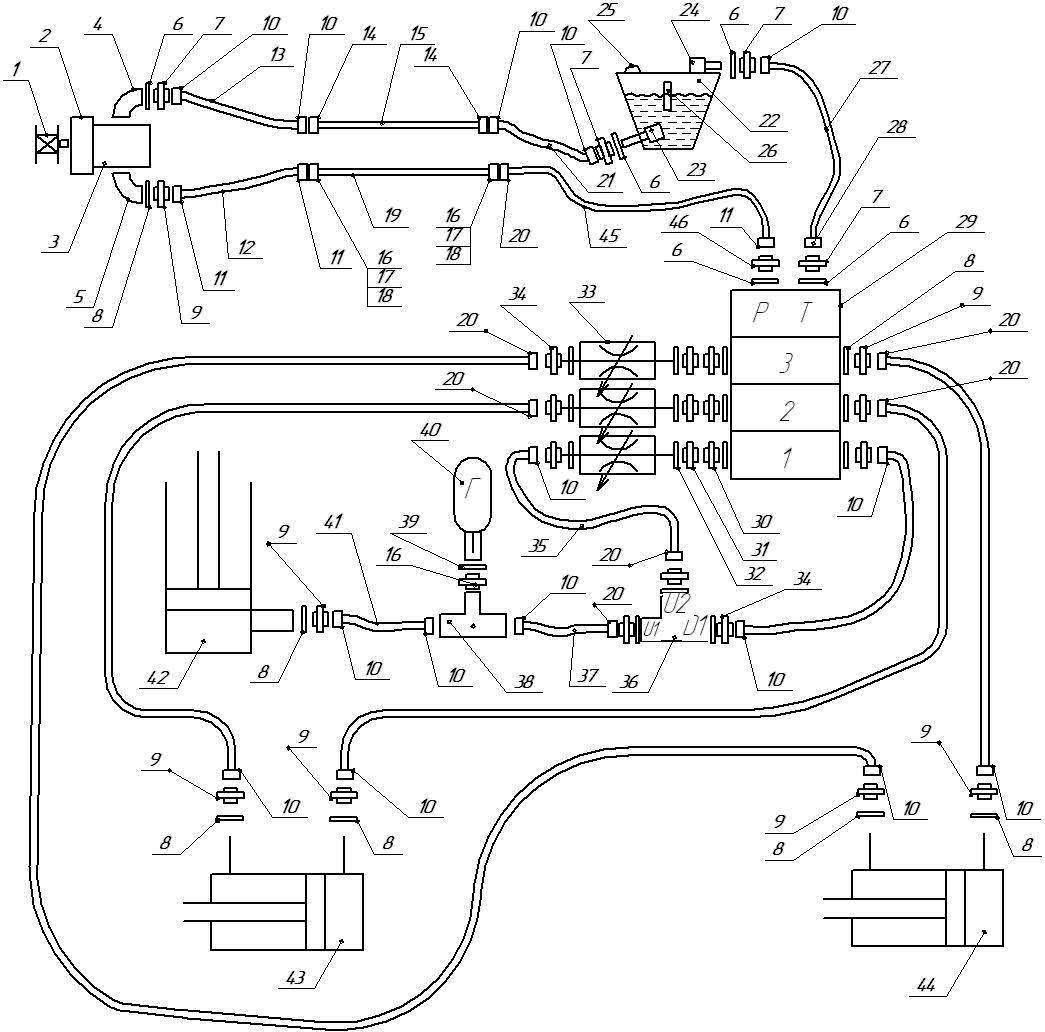 25 24 6 7 10
4 6 7 10 10 14 15 10
2 13 14 10 7
1 27
22
28
26
21 6 23
3 12 19 16 20 45 11 46 6 7 6 29
17
18
5 8 9 11 11 16
17
18
8
9
34 33 20
20
P T
3
20 20
2
40 1
Г
10 10
39 35 30
41 31
9 16 20 32 34
10 20 U2
U1 D1
42 8 10 10 38 37 36 10
9 9 9
10 10 9 10 10
8 8 8 8
43 44